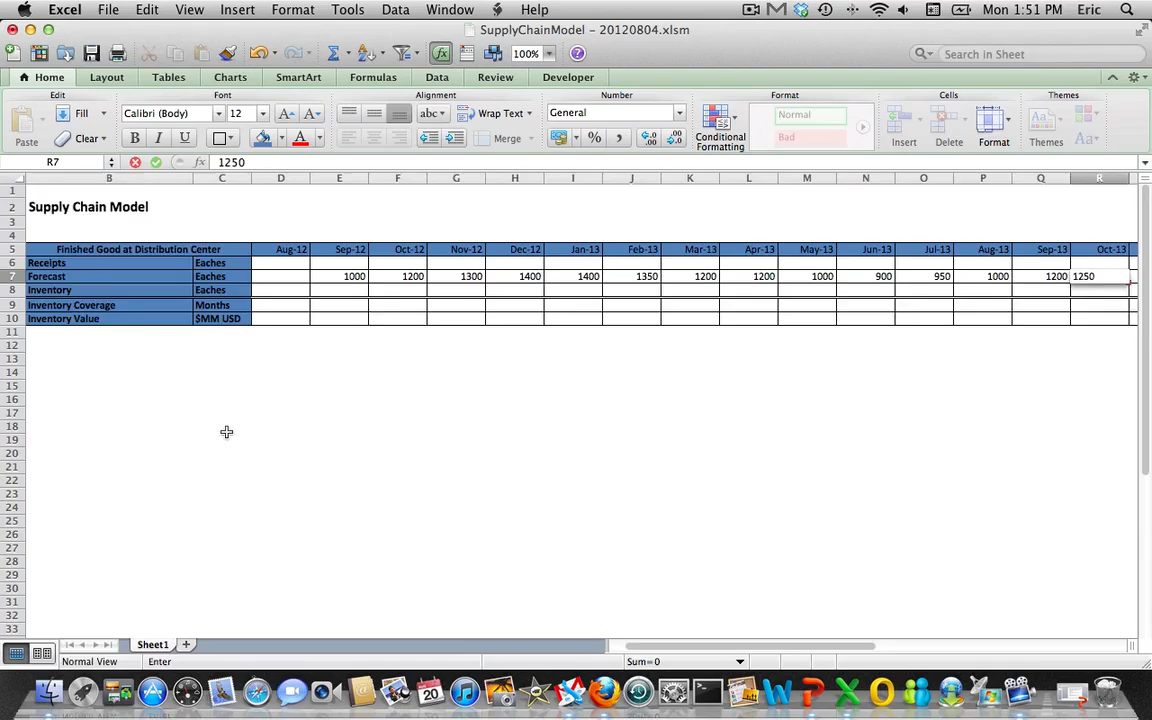 Excel File Edit View Insert Format Tools Data Window Help Mon 1:51 PM Eric
SupplyChainModel – 20120804.xlsm
fx 100% Search in Sheet
Home Layout Tables Charts SmartArt Formulas Data Review Developer
Edit Font Alignment Number Format Cells Themes
Fill Calibri (Body) 12 abc Wrap Text General Normal
Paste Clear B I U A Merge % Conditional Formatting Bad Insert Delete Format Themes
R7 fx 1250
B C D E F G H I J K L M N O P Q R
1
2 Supply Chain Model
3
4
5 Finished Good at Distribution Center Aug-12 Sep-12 Oct-12 Nov-12 Dec-12 Jan-13 Feb-13 Mar-13 Apr-13 May-13 Jun-13 Jul-13 Aug-13 Sep-13 Oct-13
6 Receipts Eaches
7 Forecast Eaches 1000 1200 1300 1400 1400 1350 1200 1200 1000 900 950 1000 1200 1250
8 Inventory Eaches
9 Inventory Coverage Months
10 Inventory Value $MM USD
11
12
13
14
15
16
17
18
19
20
21
22
23
24
25
26
27
28
29
30
31
32
33
Sheet1
Normal View Enter Sum=0
20